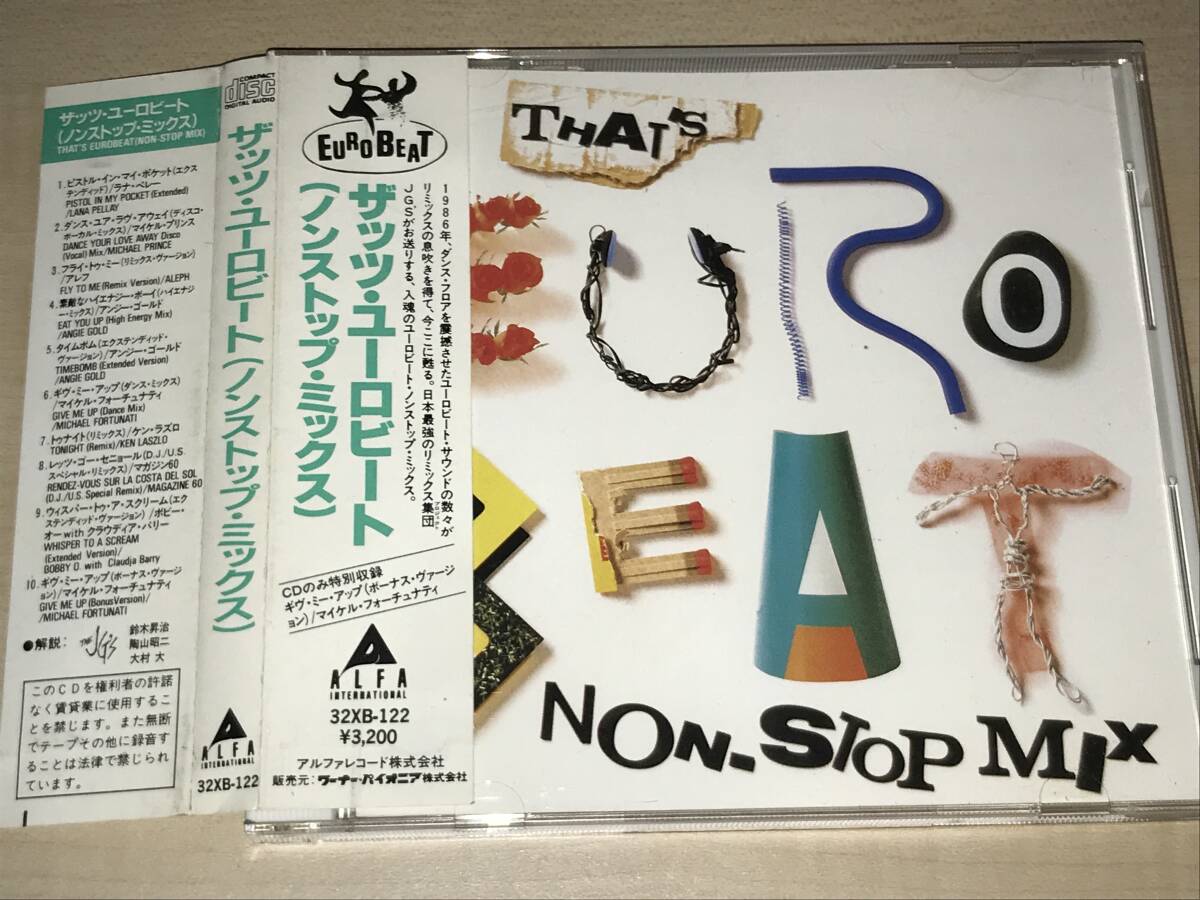 ザッツ・ユーロビート
(ノンストップ・ミックス)
THAT'S EUROBEAT(NON-STOP MIX)
1. ピストル・イン・マイ・ポケット(エクス
テンディッド)/ラナ・ペレー
PISTOL IN MY POCKET (Extended)
/LANA PELLAY
2. ダンス・ユア・ラヴ・アウェイ(ディスコ・
ボーカル・ミックス)/マイケル・プリンス
DANCE YOUR LOVE AWAY Disco
(Vocal) Mix/MICHAEL PRINCE
3. フライ・トゥ・ミー(リミックス・ヴァージョン)
/アレフ
FLY TO ME (Remix Version)/ALEPH
4. 素敵なハイエナジー・ボーイ(ハイエナジ
ー・ミックス)/アンジー・ゴールド
EAT YOU UP (High Energy Mix)
/ANGIE GOLD
5. タイムボム(エクステンディッド・
ヴァージョン)/アンジー・ゴールド
TIMEBOMB (Extended Version)
/ANGIE GOLD
6. ギヴ・ミー・アップ(ダンス・ミックス)
/マイケル・フォーチュナティ
GIVE ME UP (Dance Mix)
/MICHAEL FORTUNATI
7. トゥナイト(リミックス)/ケン・ラズロ
TONIGHT (Remix)/KEN LASZLO
8. レッツ・ゴー・セニョール(D.J./U.S.
スペシャル・リミックス)/マガジン60
RENDEZ-VOUS SUR LA COSTA DEL SOL
(D.J./U.S. Special Remix)/MAGAZINE 60
9. ウィスパー・トゥ・ア・スクリーム(エク
ステンディッド・ヴァージョン)/ボビー・
オー with クラウディア・バリー
WHISPER TO A SCREAM
(Extended Version)/
BOBBY O. with Claudja Barry
10. ギヴ・ミー・アップ(ボーナス・ヴァージ
ョン)/マイケル・フォーチュナティ
GIVE ME UP (BonusVersion)/
MICHAEL FORTUNATI
●解説: THE JG'S 鈴木昇治
陶山昭二
大村 大
このCDを権利者の許諾
なく賃貸業に使用するこ
とを禁じます。また無断
でテープその他に録音す
ることは法律で禁じられ
ています。
COMPACT
disc
DIGITAL AUDIO
ザッツ・ユーロビート(ノンストップ・ミックス)
ALFA
INTERNATIONAL
32XB-122
EUROBEAT
ザッツ・ユーロビート
(ノンストップ・ミックス)
1986年、ダンス・フロアを震撼させたユーロビート・サウンドの数々が
リミックスの息吹きを得て、今ここに甦る。日本最強のリミックス集団
JG'Sがお送りする、入魂のユーロビート・ノンストップ・ミックス。
CDのみ特別収録
ギヴ・ミー・アップ(ボーナス・ヴァージ
ョン)/マイケル・フォーチュナティ
ALFA
INTERNATIONAL
32XB-122
¥3,200
アルファレコード株式会社
販売元:ワーナー・パイオニア株式会社
THAT'S
EURO
BEAT
NON-STOP MIX